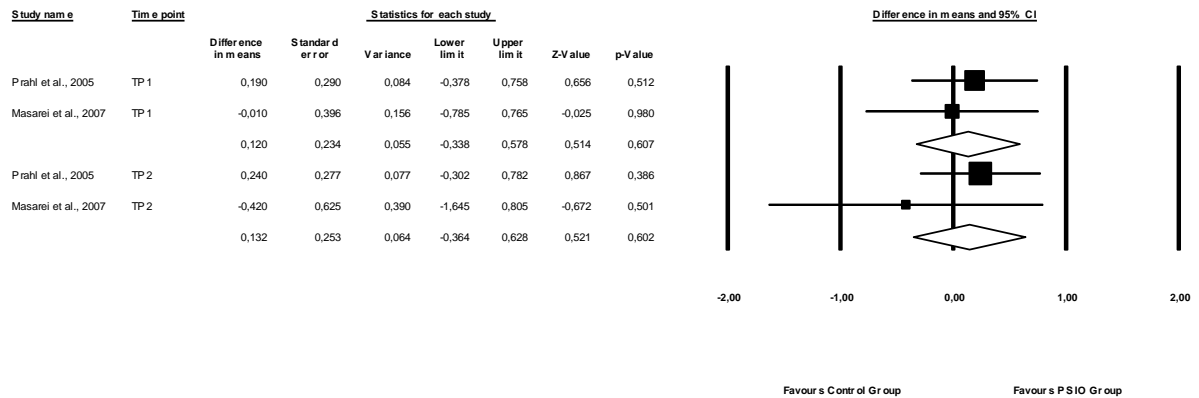 Study name Time point Statistics for each study Difference in means and 95% CI
Difference in means Standard error Variance Lower limit Upper limit Z-Value p-Value
Prahl et al., 2005 TP1 0,190 0,290 0,084 -0,378 0,758 0,656 0,512
Masarei et al., 2007 TP1 -0,010 0,396 0,156 -0,785 0,765 -0,025 0,980
0,120 0,234 0,055 -0,338 0,578 0,514 0,607
Prahl et al., 2005 TP2 0,240 0,277 0,077 -0,302 0,782 0,867 0,386
Masarei et al., 2007 TP2 -0,420 0,625 0,390 -1,645 0,805 -0,672 0,501
0,132 0,253 0,064 -0,364 0,628 0,521 0,602
-2,00 -1,00 0,00 1,00 2,00
Favours Control Group Favours PSIO Group